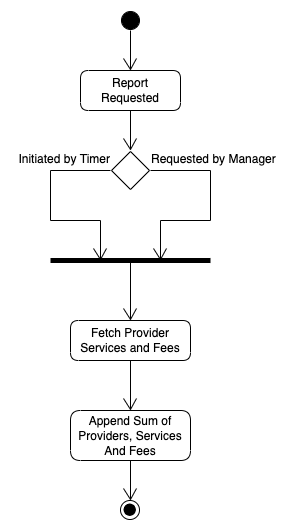 Report
Requested
Initiated by Timer
Requested by Manager
Fetch Provider
Services and Fees
Append Sum of
Providers, Services
And Fees